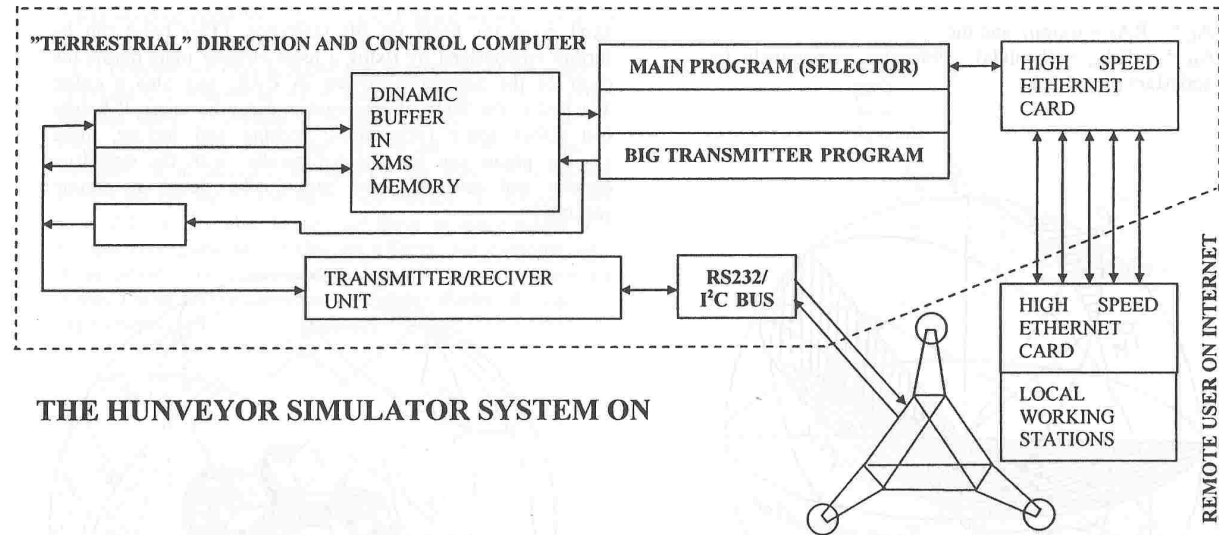 "TERRESTRIAL" DIRECTION AND CONTROL COMPUTER
DINAMIC
BUFFER
IN
XMS
MEMORY
MAIN PROGRAM (SELECTOR)
BIG TRANSMITTER PROGRAM
HIGH SPEED
ETHERNET
CARD
TRANSMITTER/RECIVER
UNIT
RS232/
I²C BUS
HIGH SPEED
ETHERNET
CARD
LOCAL
WORKING
STATIONS
REMOTE USER ON INTERNET
THE HUNVEYOR SIMULATOR SYSTEM ON